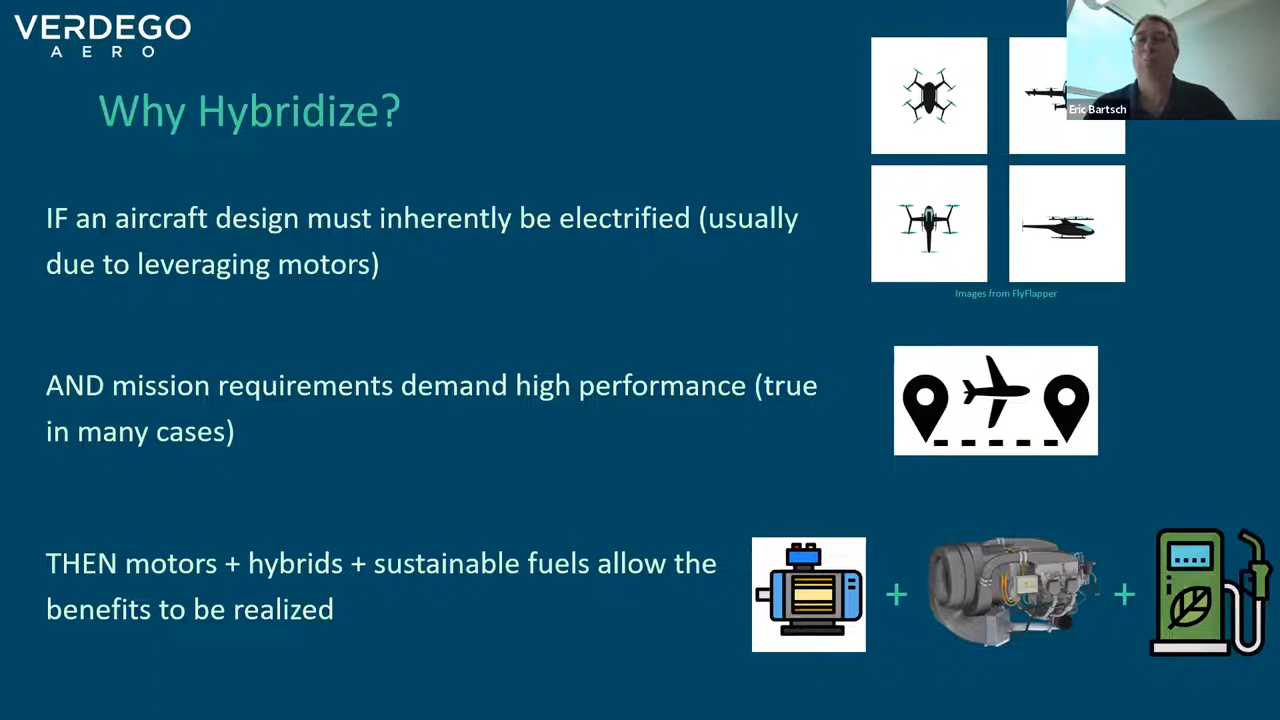 VERDEGO
AERO
Why Hybridize?
Eric Bartsch
IF an aircraft design must inherently be electrified (usually
due to leveraging motors)
Images from FlyFlapper
AND mission requirements demand high performance (true
in many cases)
THEN motors + hybrids + sustainable fuels allow the
benefits to be realized
+
+